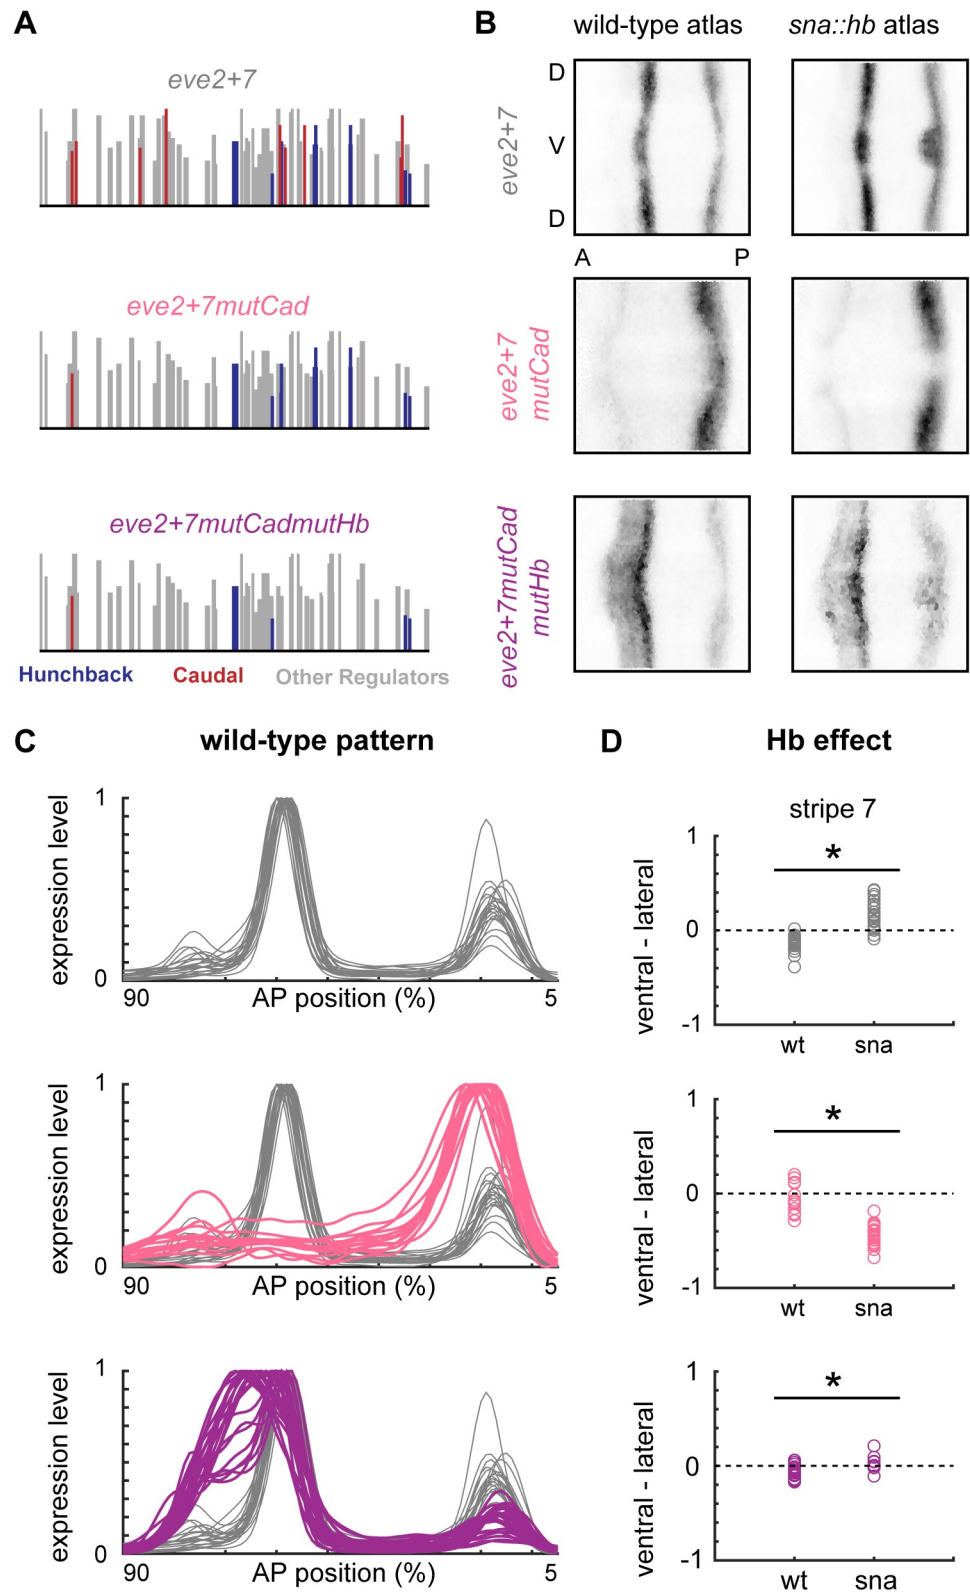 A
eve2+7
eve2+7mutCad
eve2+7mutCadmutHb
Hunchback Caudal Other Regulators
B
wild-type atlas sna::hb atlas
eve2+7
D
V
D
A P
eve2+7
mutCad
eve2+7mutCad
mutHb
C wild-type pattern
expression level
1
0
90 AP position (%) 5
expression level
1
0
90 AP position (%) 5
expression level
1
0
90 AP position (%) 5
D Hb effect
stripe 7
ventral - lateral
1
*
0
-1
wt sna
ventral - lateral
1
*
0
-1
wt sna
ventral - lateral
1
*
0
-1
wt sna